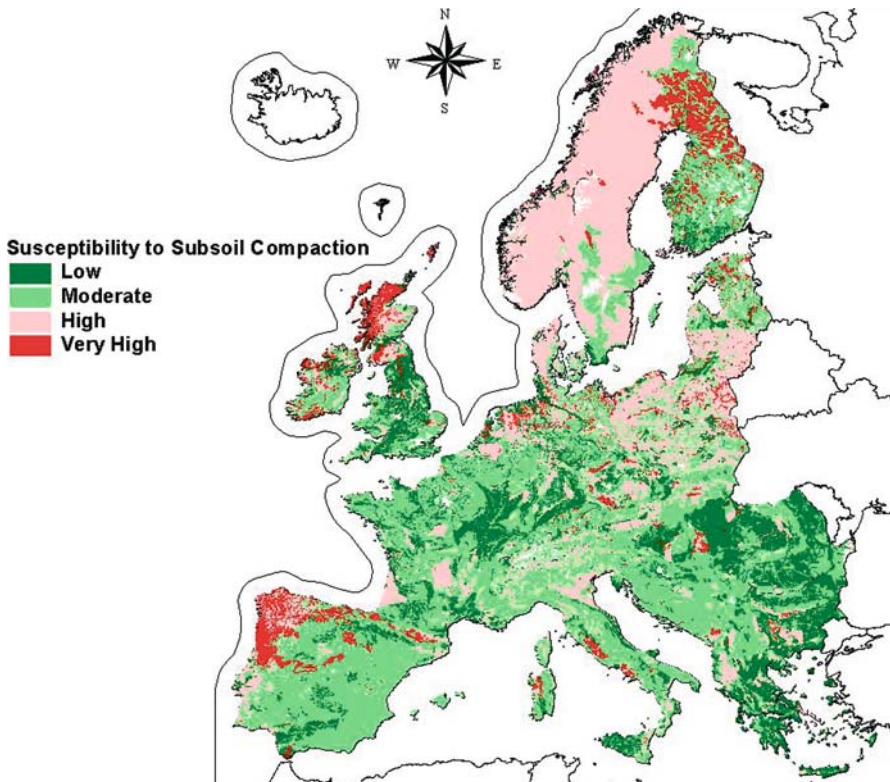 N
W E
S
Susceptibility to Subsoil Compaction
Low
Moderate
High
Very High